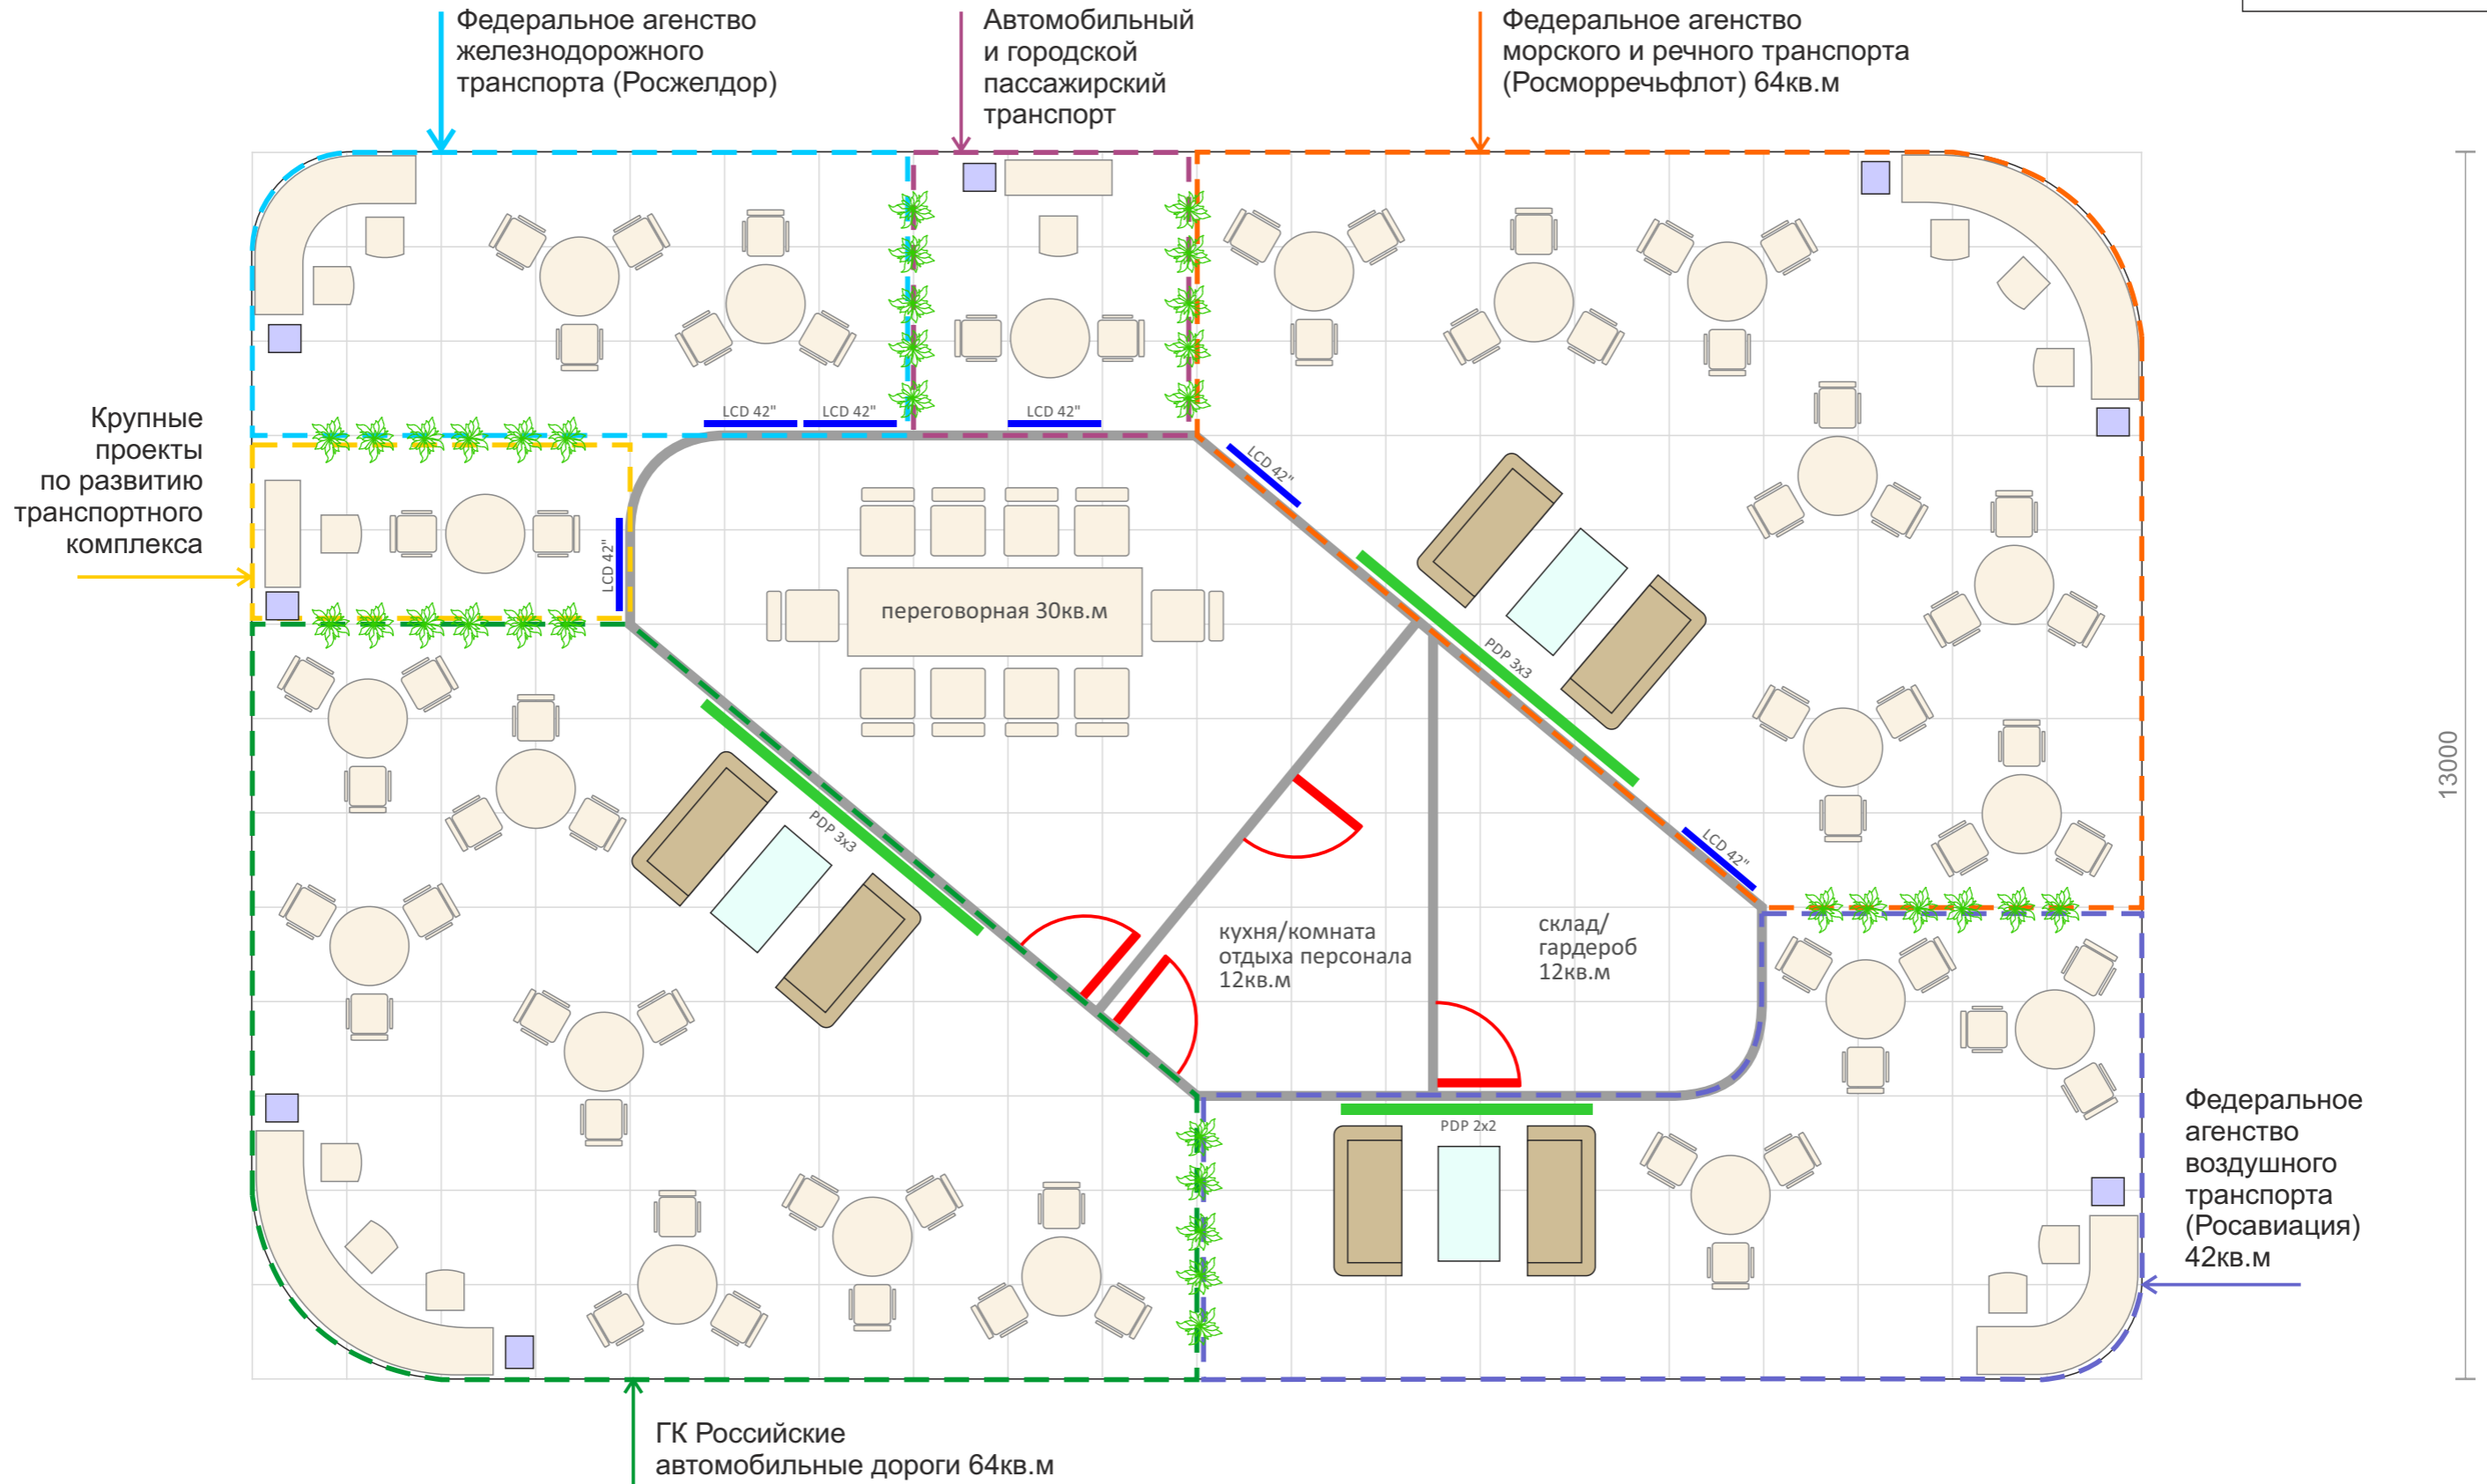 Федеральное агенство
железнодорожного
транспорта (Росжелдор)
Автомобильный
и городской
пассажирский
транспорт
Федеральное агенство
морского и речного транспорта
(Росморречьфлот) 64кв.м
Крупные
проекты
по развитию
транспортного
комплекса
LCD 42"
LCD 42"
LCD 42"
LCD 42"
LCD 42"
переговорная 30кв.м
PDP 3x3
PDP 3x3
LCD 42"
кухня/комната
отдыха персонала
12кв.м
склад/
гардероб
12кв.м
PDP 2x2
13000
Федеральное
агенство
воздушного
транспорта
(Росавиация)
42кв.м
ГК Российские
автомобильные дороги 64кв.м